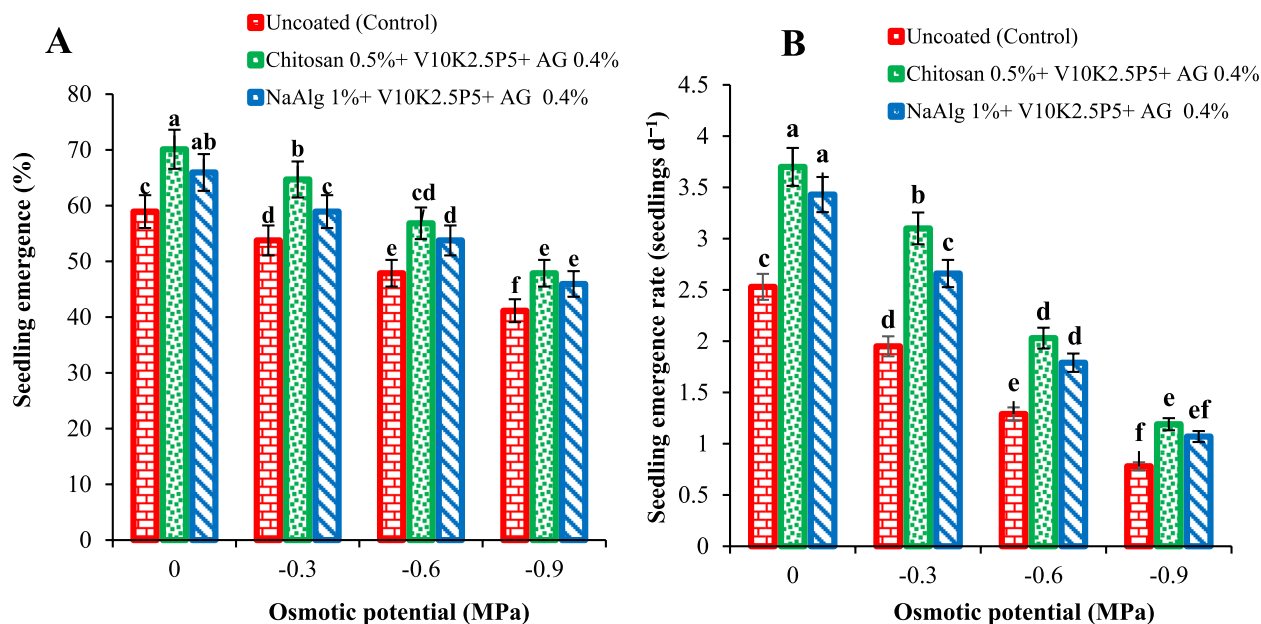 A
Uncoated (Control)
Chitosan 0.5%+ V10K2.5P5+ AG 0.4%
NaAlg 1%+ V10K2.5P5+ AG 0.4%
Seedling emergence (%)
80
70
60
50
40
30
20
10
0
c a ab
d b c
e cd d
f e e
0 -0.3 -0.6 -0.9
Osmotic potential (MPa)
B
Uncoated (Control)
Chitosan 0.5%+ V10K2.5P5+ AG 0.4%
NaAlg 1%+ V10K2.5P5+ AG 0.4%
Seedling emergence rate (seedlings d⁻¹)
4.5
4
3.5
3
2.5
2
1.5
1
0.5
0
c a a
d b c
e d d
f e ef
0 -0.3 -0.6 -0.9
Osmotic potential (MPa)